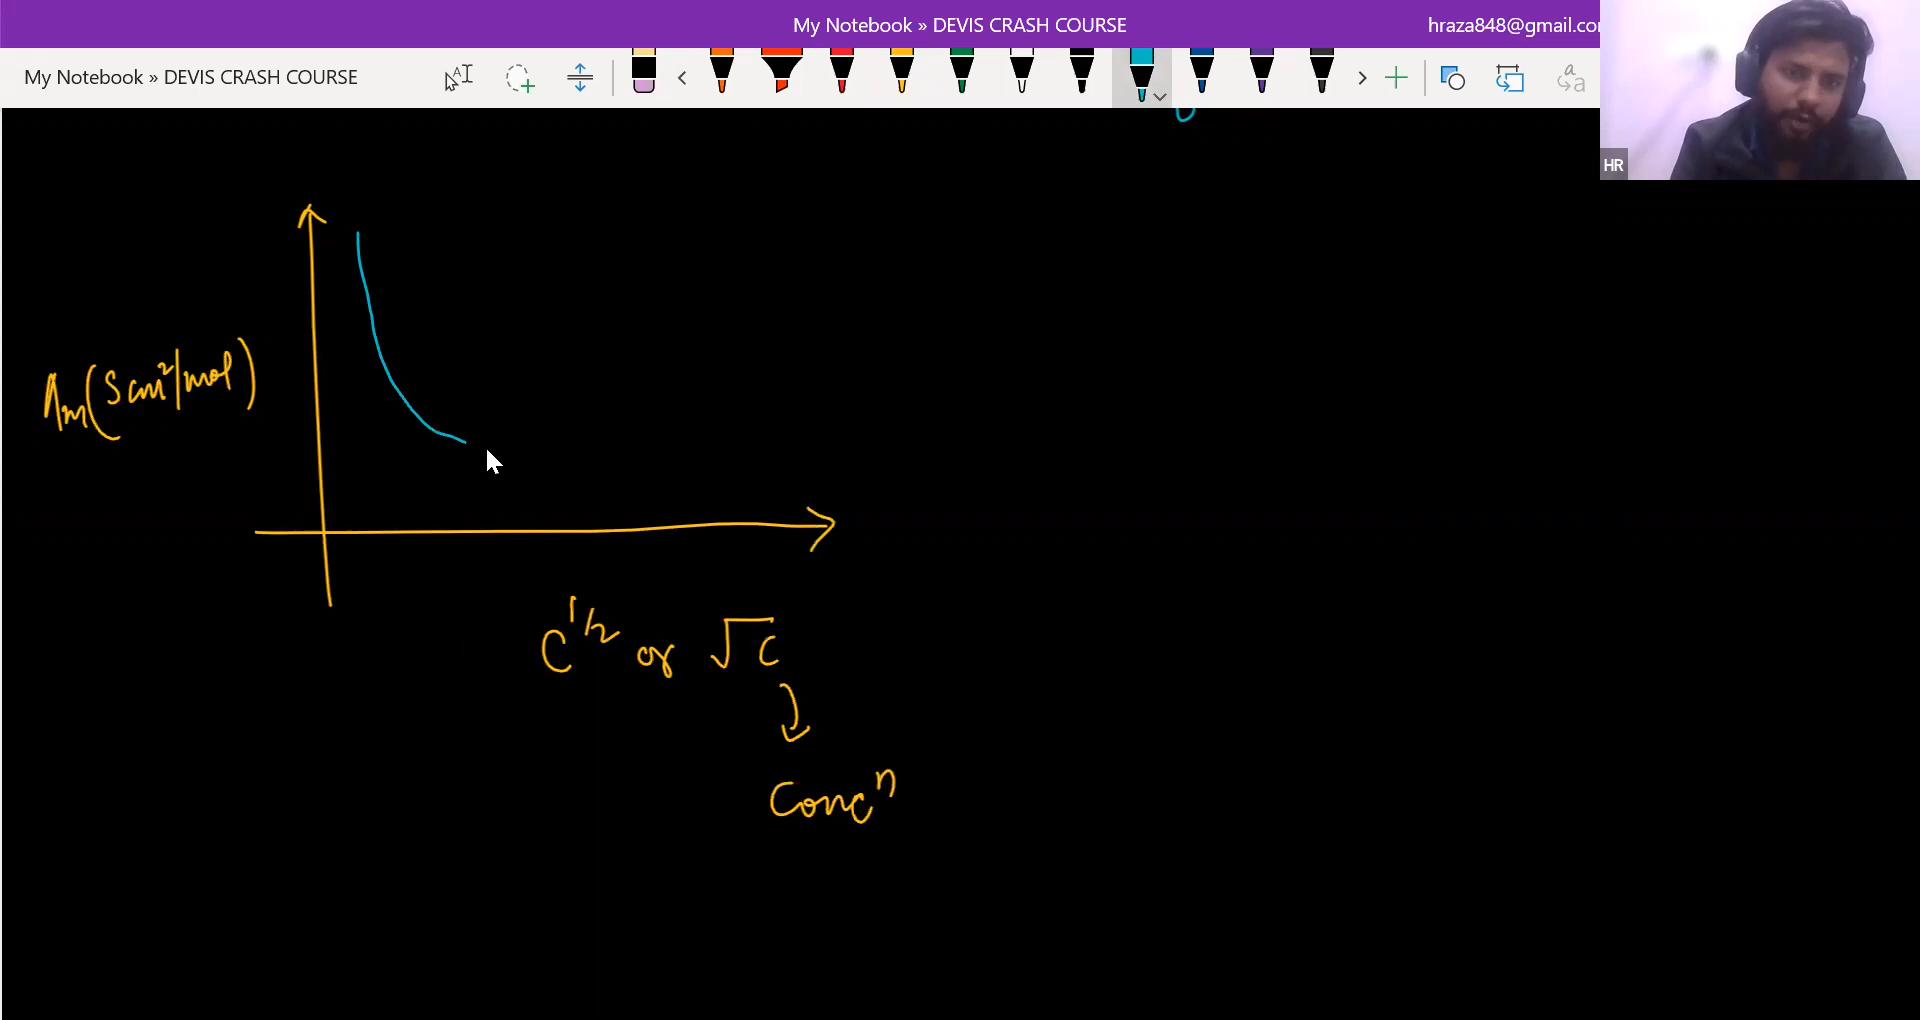 My Notebook » DEVIS CRASH COURSE
hraza848@gmail.co
My Notebook » DEVIS CRASH COURSE
HR
Λm(S cm²/mol)
C^1/2 or √C
Concⁿ